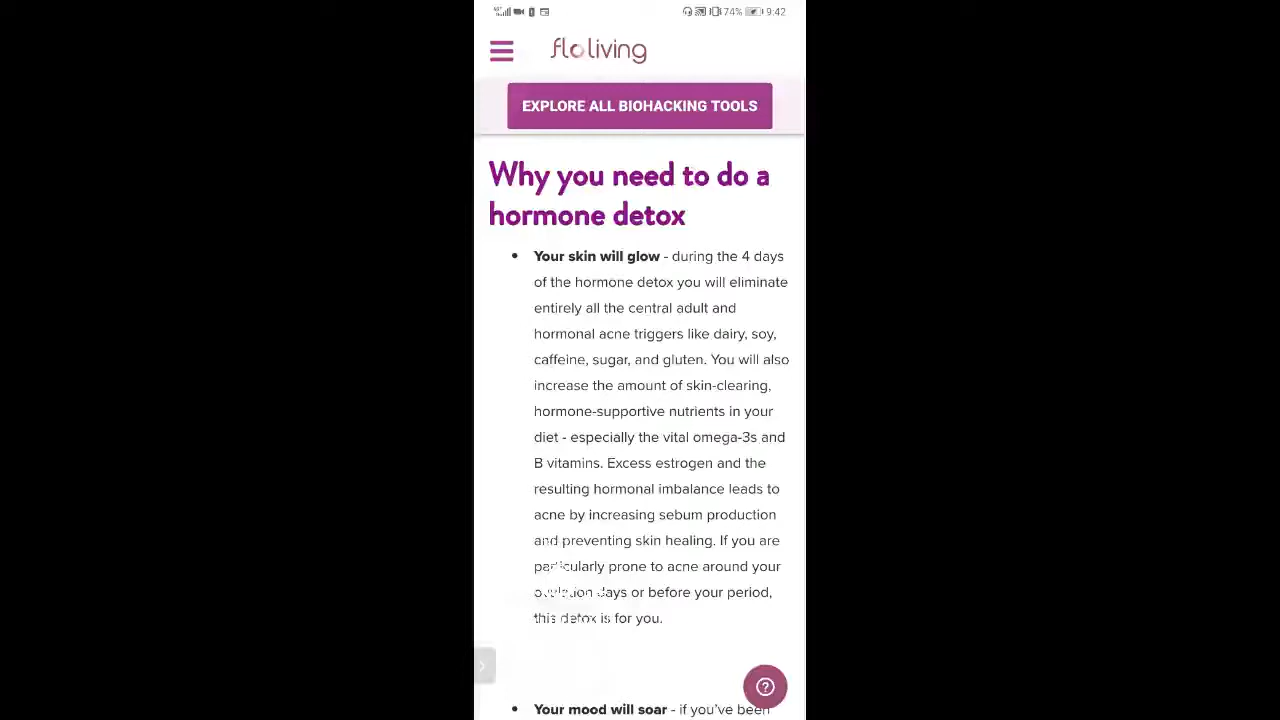 74% 9:42
floliving
EXPLORE ALL BIOHACKING TOOLS
Why you need to do a
hormone detox
• Your skin will glow - during the 4 days
of the hormone detox you will eliminate
entirely all the central adult and
hormonal acne triggers like dairy, soy,
caffeine, sugar, and gluten. You will also
increase the amount of skin-clearing,
hormone-supportive nutrients in your
diet - especially the vital omega-3s and
B vitamins. Excess estrogen and the
resulting hormonal imbalance leads to
acne by increasing sebum production
and preventing skin healing. If you are
particularly prone to acne around your
ovulation days or before your period,
this detox is for you.
• Your mood will soar - if you’ve been